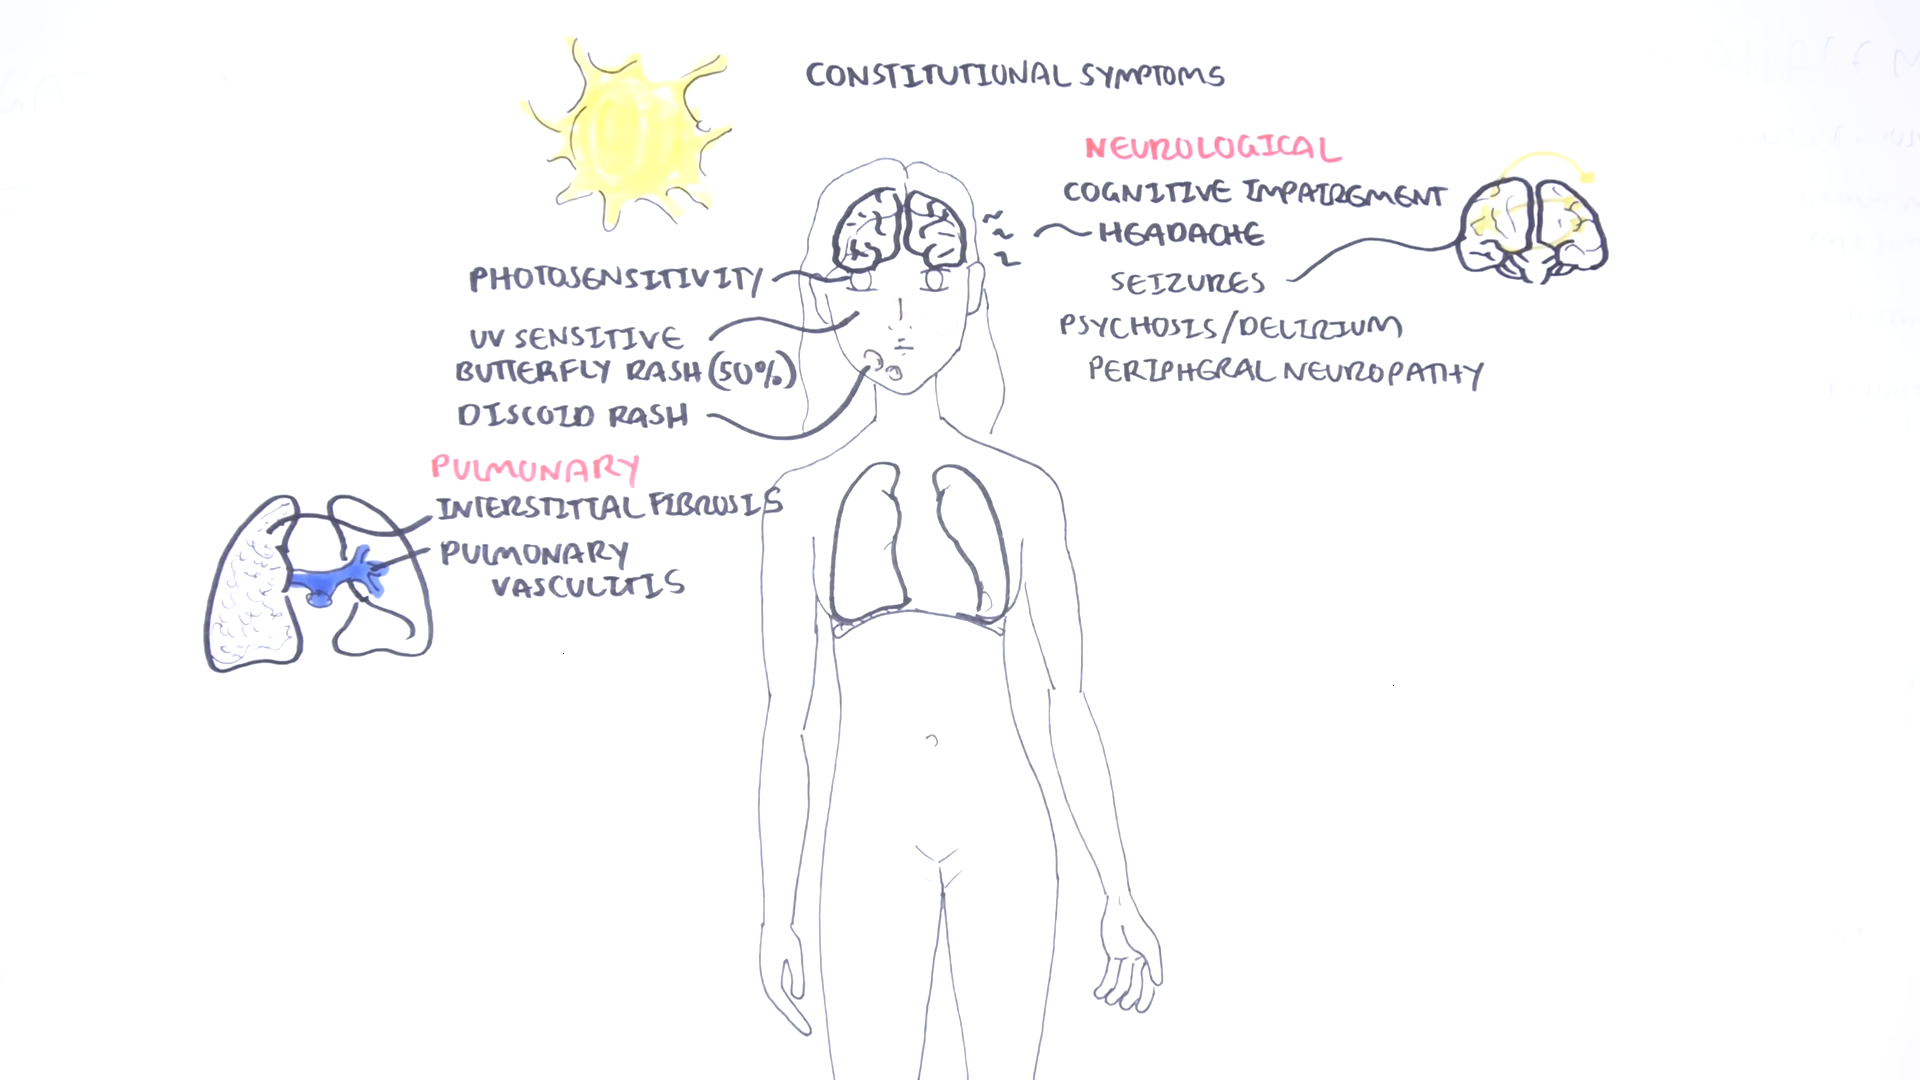 CONSTITUTIONAL SYMPTOMS
NEUROLOGICAL
COGNITIVE IMPAIREMENT
HEADACHE
SEIZURES
PSYCHOSIS/DELIRIUM
PERIPHERAL NEUROPATHY
PHOTOSENSITIVITY
UV SENSITIVE
BUTTERFLY RASH (50%)
DISCOID RASH
PULMONARY
INTERSTITIAL FIBROSIS
PULMONARY
VASCULITIS